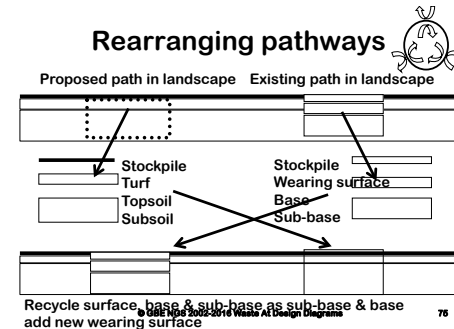 Rearranging pathways
Proposed path in landscape Existing path in landscape
Stockpile
Turf
Topsoil
Subsoil
Stockpile
Wearing surface
Base
Sub-base
Recycle surface, base & sub-base as sub-base & base
add new wearing surface
© GBE NGS 2002-2016 Waste At Design Diagrams
75